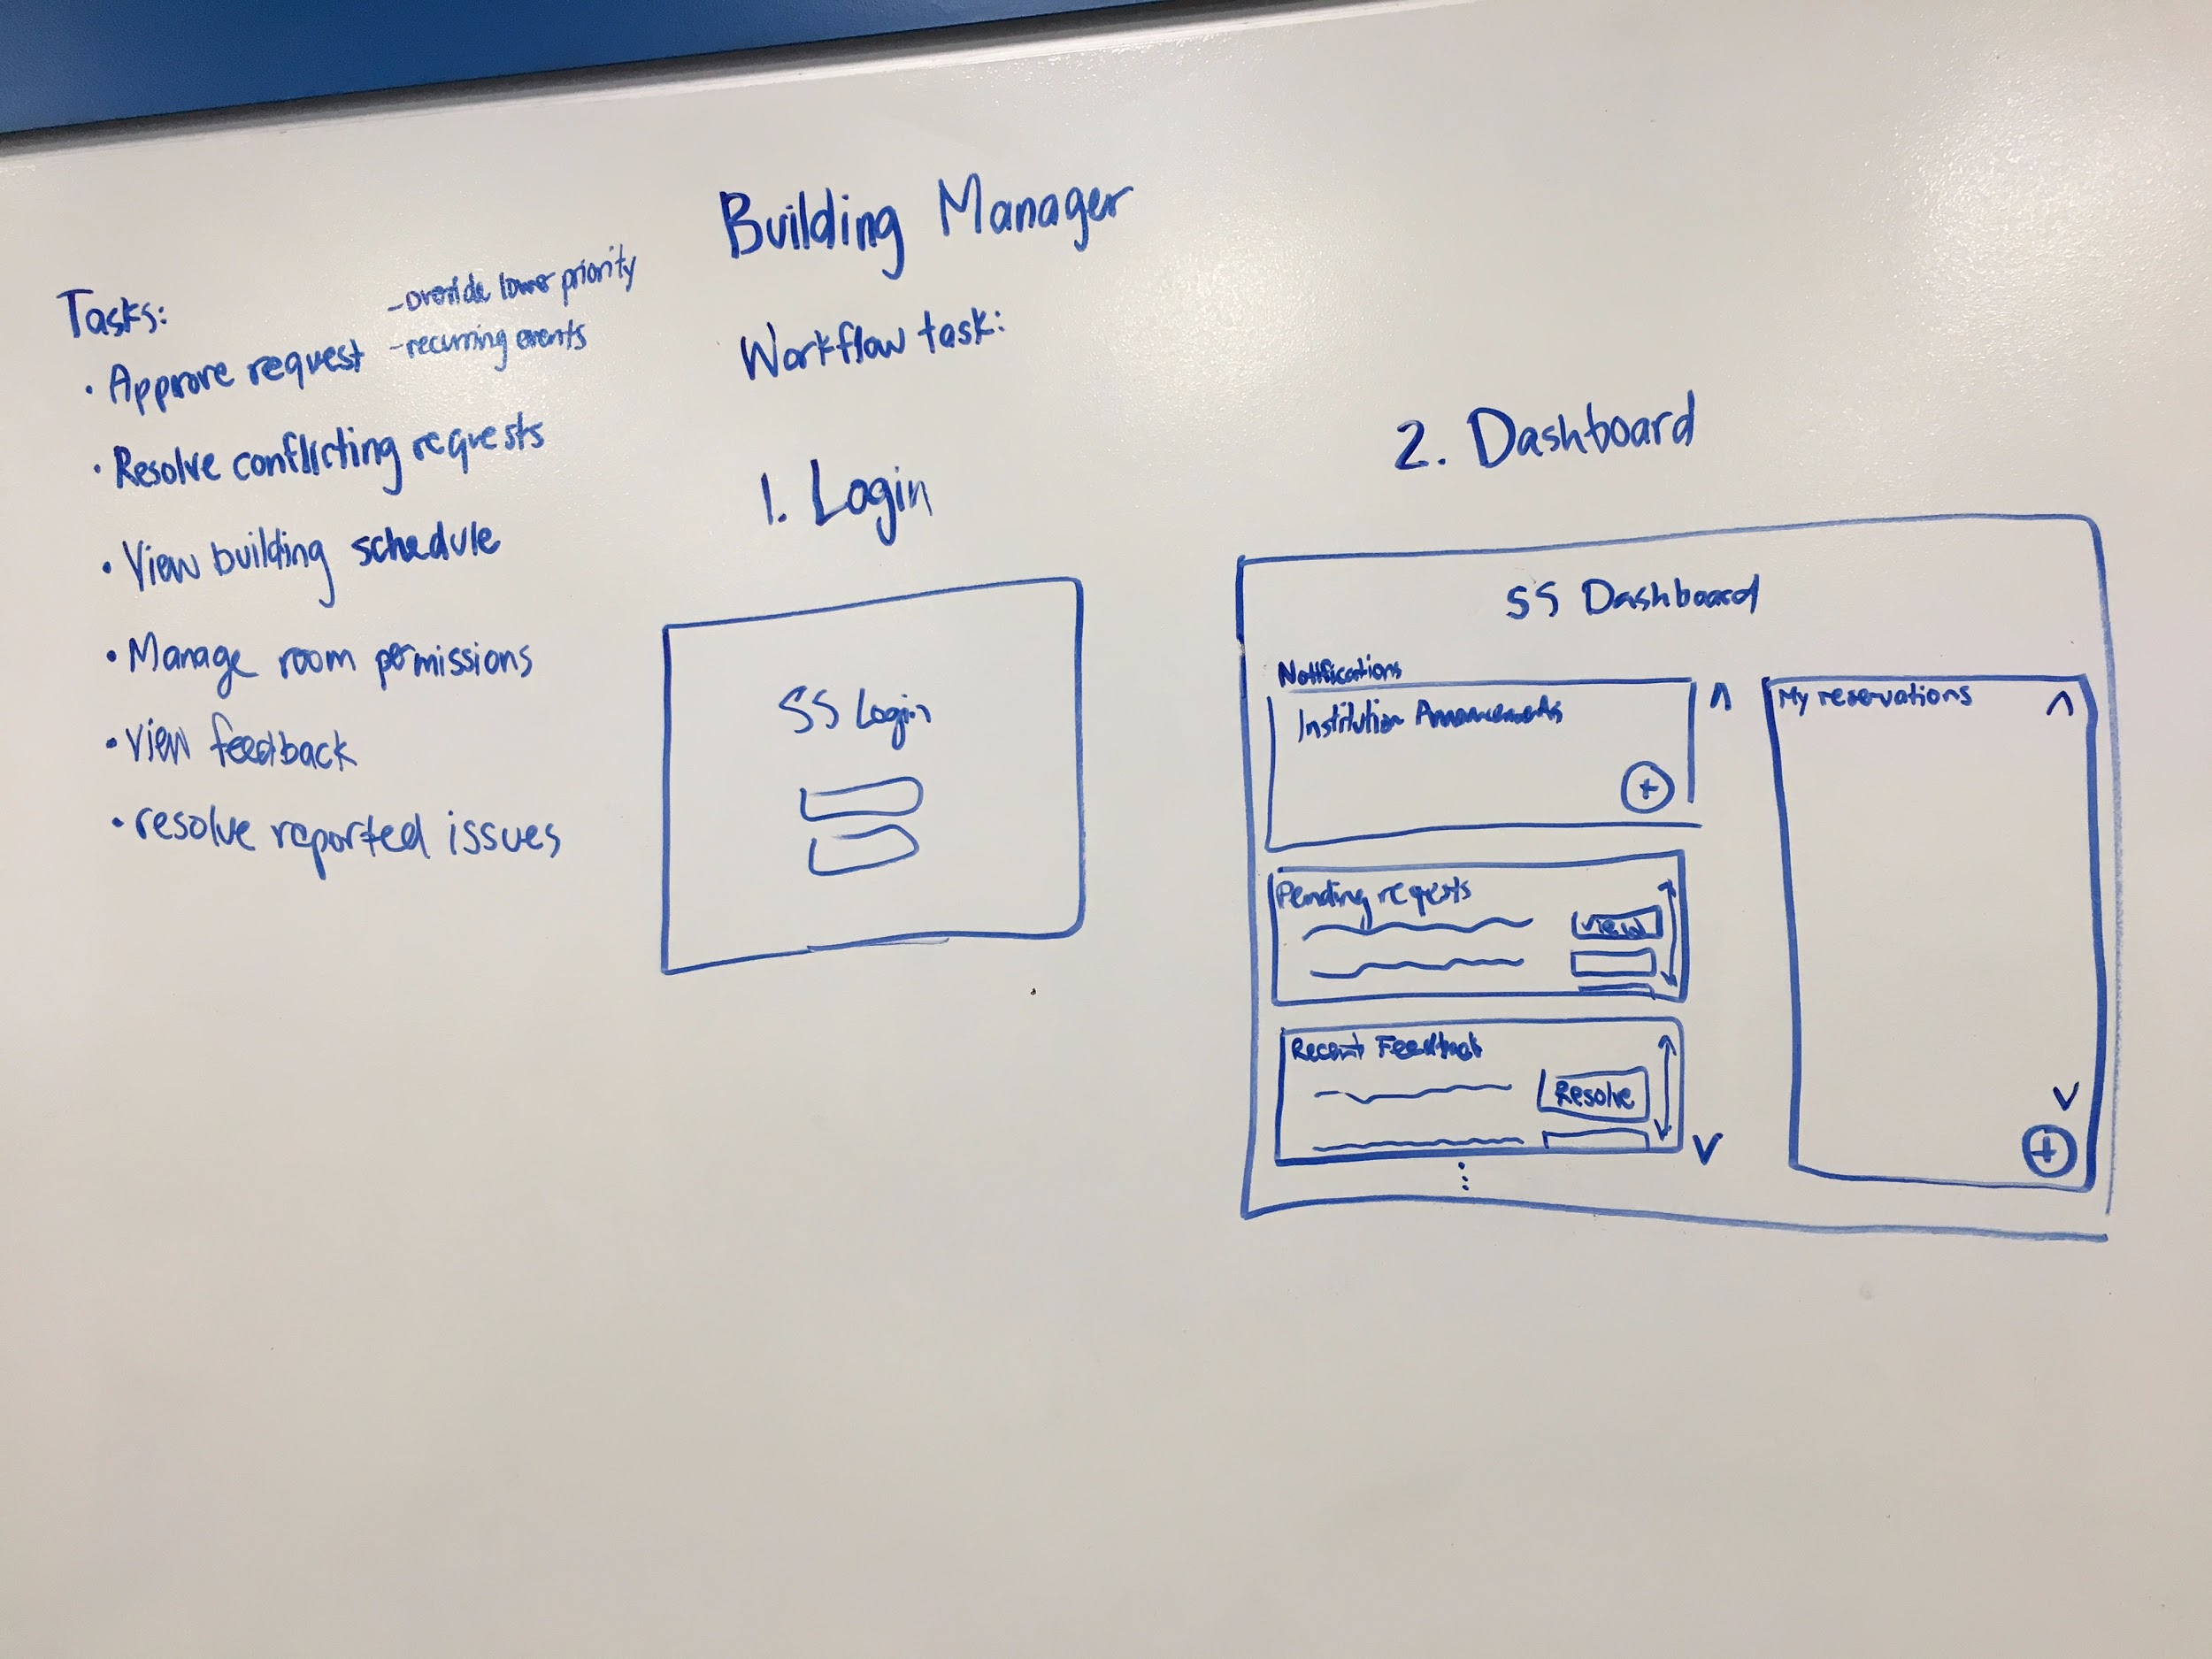 Building Manager
Tasks:
- override lower priority
- recurring events
• Approve request
• Resolve conflicting requests
• View building schedule
• Manage room permissions
• View feedback
• resolve reported issues
Workflow task:
1. Login
SS Login
2. Dashboard
SS Dashboard
Notifications
Institution Announcements
+
Pending requests
View
Recent Feedback
Resolve
My reservations
+